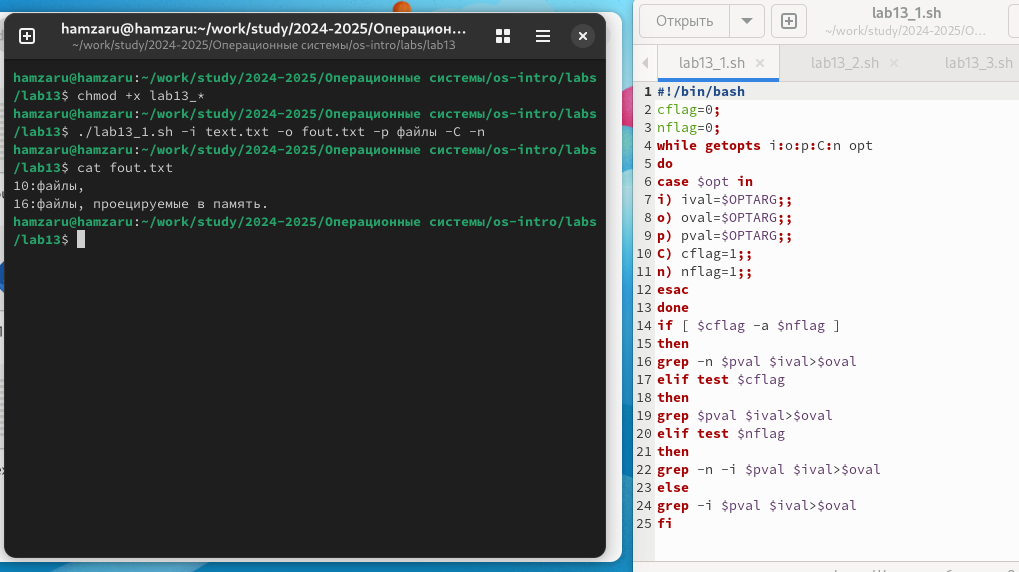 hamzaru@hamzaru:~/work/study/2024-2025/Операцион...
~/work/study/2024-2025/Операционные системы/os-intro/labs/lab13
hamzaru@hamzaru:~/work/study/2024-2025/Операционные системы/os-intro/labs
/lab13$ chmod +x lab13_*
hamzaru@hamzaru:~/work/study/2024-2025/Операционные системы/os-intro/labs
/lab13$ ./lab13_1.sh -i text.txt -o fout.txt -p файлы -C -n
hamzaru@hamzaru:~/work/study/2024-2025/Операционные системы/os-intro/labs
/lab13$ cat fout.txt
10:файлы,
16:файлы, проецируемые в память.
hamzaru@hamzaru:~/work/study/2024-2025/Операционные системы/os-intro/labs
/lab13$
Открыть
lab13_1.sh
~/work/study/2024-2025/О...
lab13_1.sh
lab13_2.sh
lab13_3.sh
1 #!/bin/bash
2 cflag=0;
3 nflag=0;
4 while getopts i:o:p:C:n opt
5 do
6 case $opt in
7 i) ival=$OPTARG;;
8 o) oval=$OPTARG;;
9 p) pval=$OPTARG;;
10 C) cflag=1;;
11 n) nflag=1;;
12 esac
13 done
14 if [ $cflag -a $nflag ]
15 then
16 grep -n $pval $ival>$oval
17 elif test $cflag
18 then
19 grep $pval $ival>$oval
20 elif test $nflag
21 then
22 grep -n -i $pval $ival>$oval
23 else
24 grep -i $pval $ival>$oval
25 fi